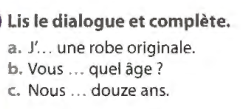 Lis le dialogue et complète.
a. J'... une robe originale.
b. Vous ... quel âge ?
c. Nous ... douze ans.